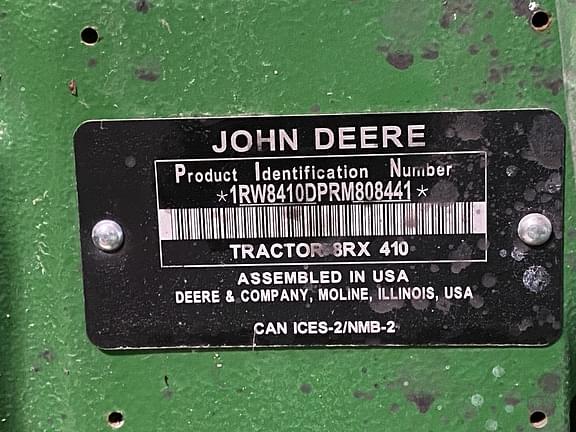 JOHN DEERE
Product Identification Number
*1RW8410DPRM808441*
TRACTOR 8RX 410
ASSEMBLED IN USA
DEERE & COMPANY, MOLINE, ILLINOIS, USA
CAN ICES-2/NMB-2